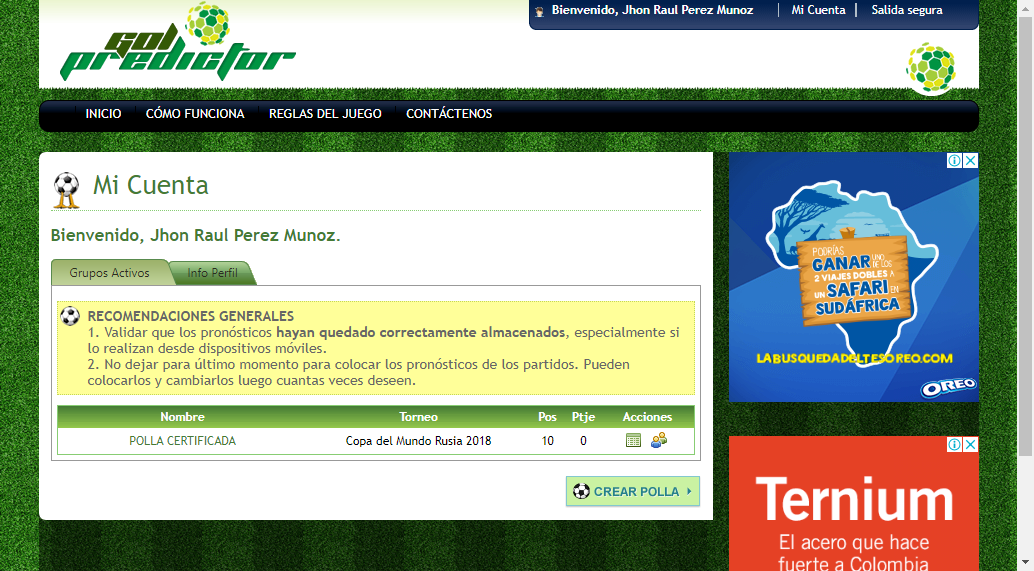 Gol
predictor
Bienvenido, Jhon Raul Perez Munoz | Mi Cuenta | Salida segura
INICIO CÓMO FUNCIONA REGLAS DEL JUEGO CONTÁCTENOS
Mi Cuenta
Bienvenido, Jhon Raul Perez Munoz.
Grupos Activos Info Perfil
RECOMENDACIONES GENERALES
1. Validar que los pronósticos hayan quedado correctamente almacenados, especialmente si
lo realizan desde dispositivos móviles.
2. No dejar para último momento para colocar los pronósticos de los partidos. Pueden
colocarlos y cambiarlos luego cuantas veces deseen.
Nombre Torneo Pos Ptje Acciones
POLLA CERTIFICADA Copa del Mundo Rusia 2018 10 0
CREAR POLLA
PODRÍAS
GANAR UNO DE LOS
2 VIAJES DOBLES A
UN SAFARI EN
SUDÁFRICA
LABUSQUEDADELTESOREO.COM
OREO
Ternium
El acero que hace
fuerte a Colombia